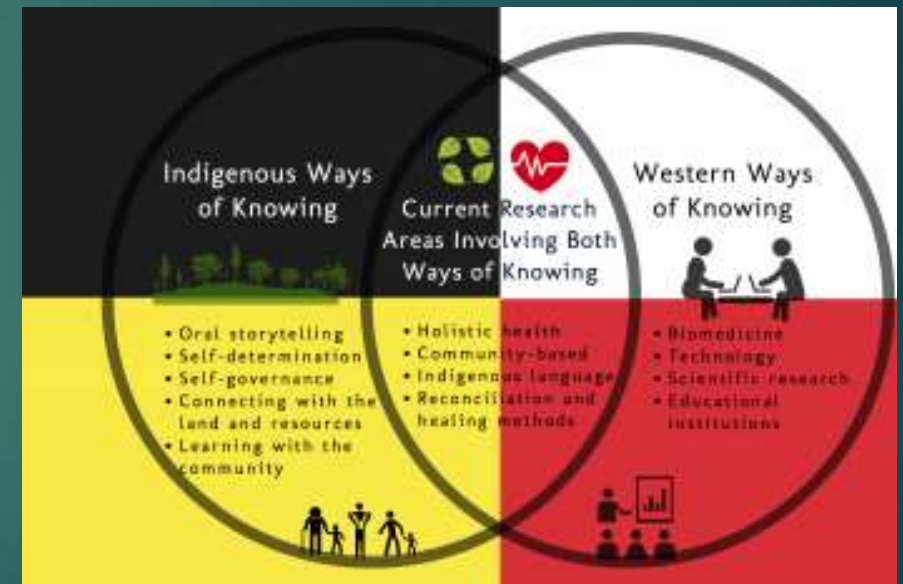 Indigenous Ways
of Knowing
• Oral storytelling
• Self-determination
• Self-governance
• Connecting with the
land and resources
• Learning with the
community
Current Research
Areas Involving Both
Ways of Knowing
• Holistic health
• Community-based
• Indigenous language
• Reconciliation and
healing methods
Western Ways
of Knowing
• Biomedicine
• Technology
• Scientific research
• Educational
institutions